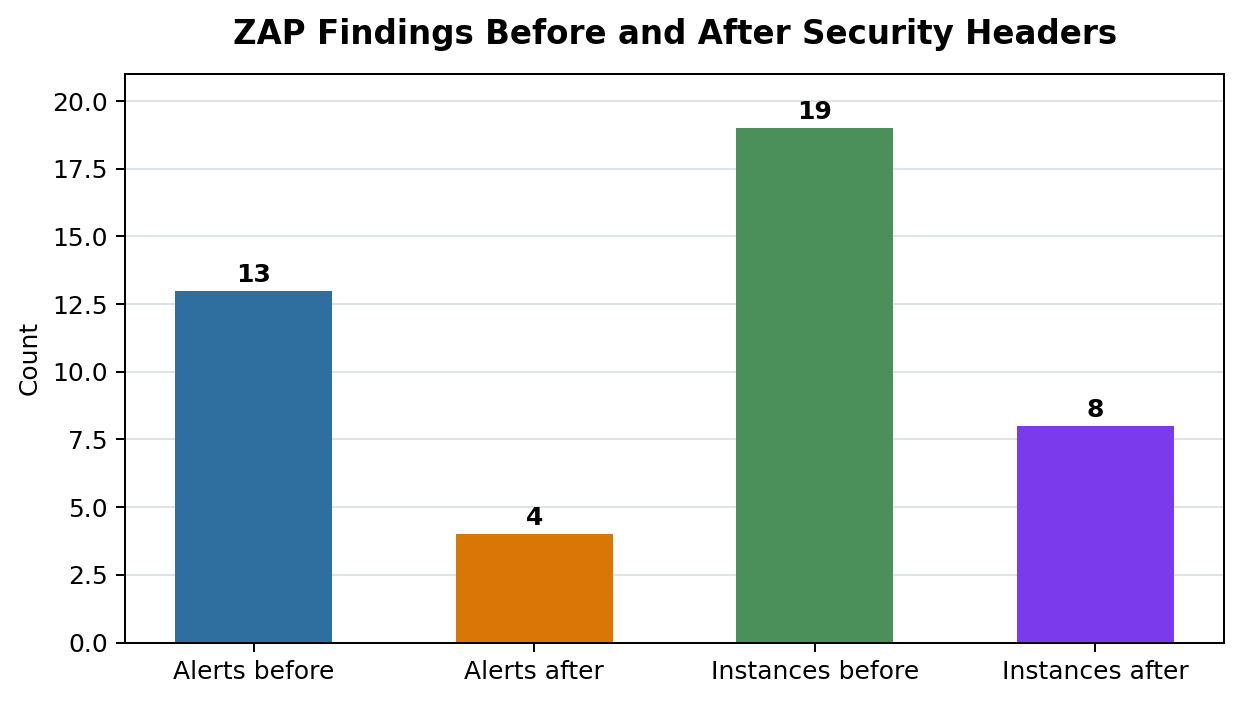 ZAP Findings Before and After Security Headers
20.0
17.5
15.0
12.5
10.0
7.5
5.0
2.5
0.0
Count
13
4
19
8
Alerts before
Alerts after
Instances before
Instances after